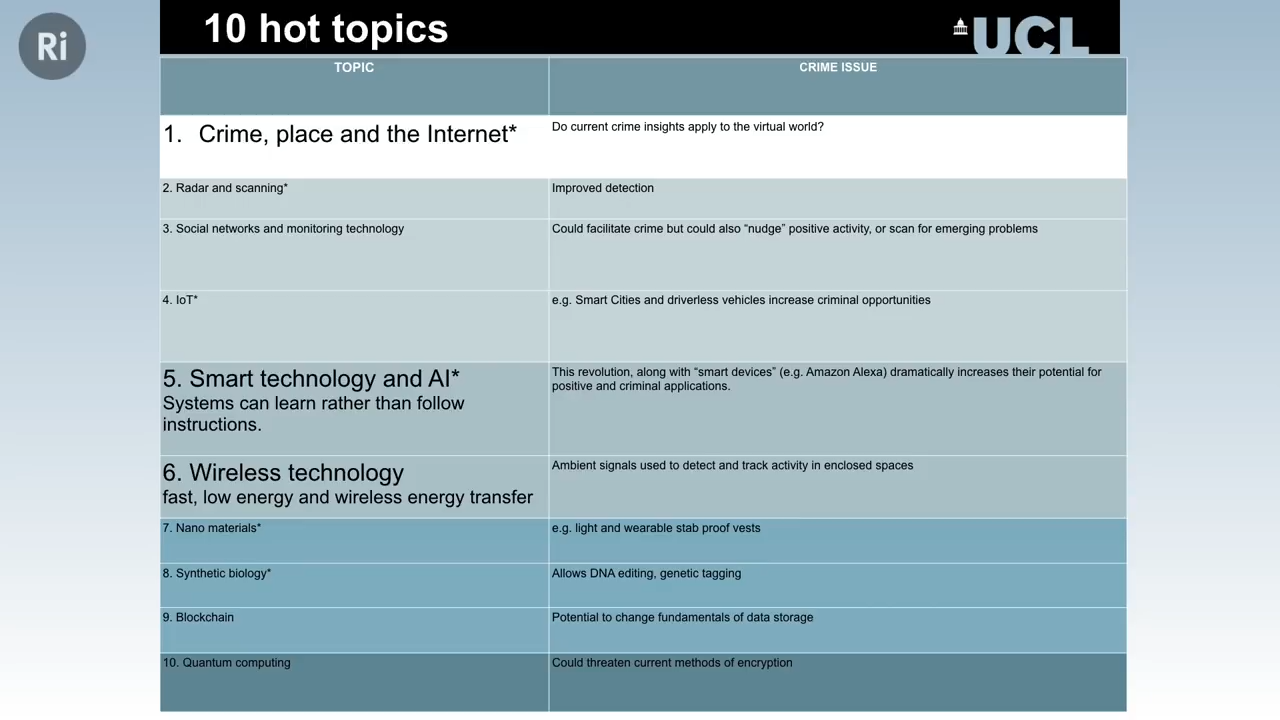 Ri
10 hot topics
UCL
TOPIC
CRIME ISSUE
1. Crime, place and the Internet*
Do current crime insights apply to the virtual world?
2. Radar and scanning*
Improved detection
3. Social networks and monitoring technology
Could facilitate crime but could also “nudge” positive activity, or scan for emerging problems
4. IoT*
e.g. Smart Cities and driverless vehicles increase criminal opportunities
5. Smart technology and AI*
Systems can learn rather than follow
instructions.
This revolution, along with “smart devices” (e.g. Amazon Alexa) dramatically increases their potential for
positive and criminal applications.
6. Wireless technology
fast, low energy and wireless energy transfer
Ambient signals used to detect and track activity in enclosed spaces
7. Nano materials*
e.g. light and wearable stab proof vests
8. Synthetic biology*
Allows DNA editing, genetic tagging
9. Blockchain
Potential to change fundamentals of data storage
10. Quantum computing
Could threaten current methods of encryption